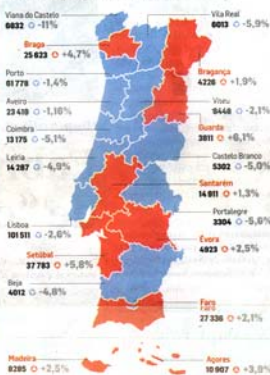 Viana do Castelo
6632 -11%
Vila Real
6013 -5,9%
Braga
25 623 +4,7%
Bragança
4226 +1,9%
Porto
61 778 -1,4%
Viseu
9448 -2,1%
Aveiro
23 419 -1,16%
Guarda
3811 +6,1%
Coimbra
13 175 -5,1%
Castelo Branco
5302 -5,0%
Leiria
14 287 -4,9%
Santarém
14 911 +1,3%
Portalegre
3304 -5,6%
Lisboa
101 511 -2,6%
Évora
4923 +2,5%
Setúbal
37 783 +5,8%
Beja
4012 -4,8%
Faro
Faro
27 336 +2,1%
Madeira
8285 +2,5%
Açores
10 907 +3,9%